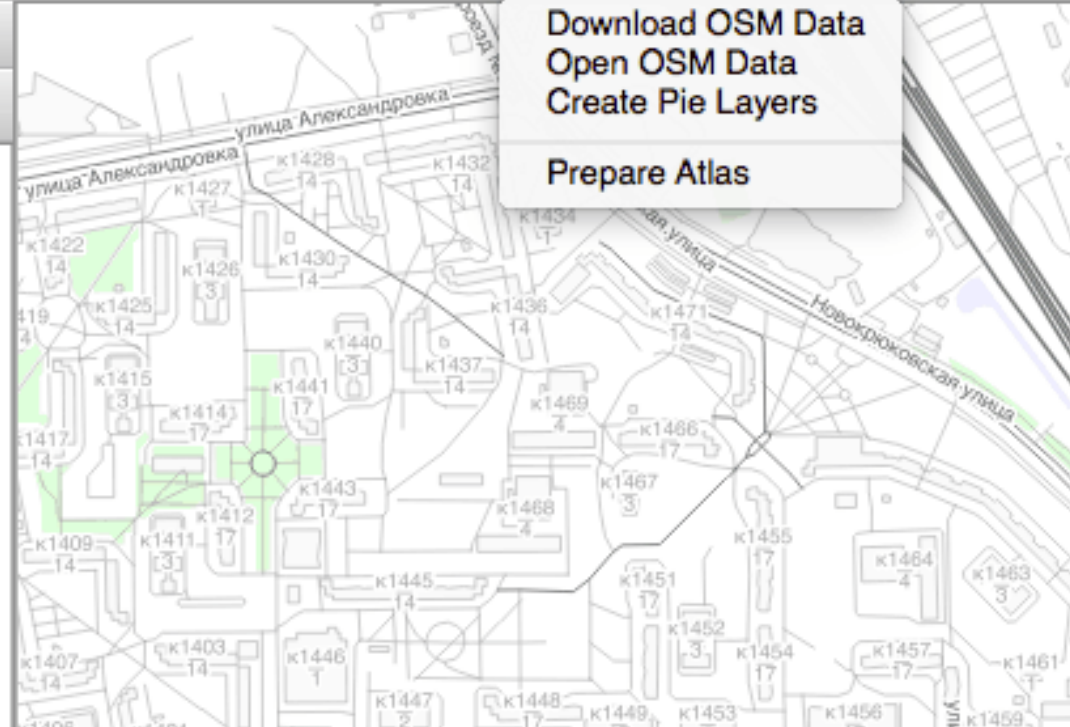 Download OSM Data
Open OSM Data
Create Pie Layers
Prepare Atlas
улица Александровка
улица Александровка
к1428
14
к1432
14
к1427
1
к1434
1
кая улица
к1422
14
к1426
3
к1430
14
к1425
14
к1436
14
к1471
14
Новокрюковская улица
419
4
к1440
3
к1437
14
к1415
3
к1441
17
к1469
4
к1414
17
к1466
17
к1417
14
к1467
3
к1443
17
к1468
4
к1412
17
к1411
3
к1409
14
к1455
17
к1464
4
к1463
3
к1445
14
к1451
17
к1452
3
к1403
14
к1446
1
к1454
17
к1457
17
к1407
14
к1461
1
к1447
2
к1448
17
к1449
к1453
к1456
к1459
ул